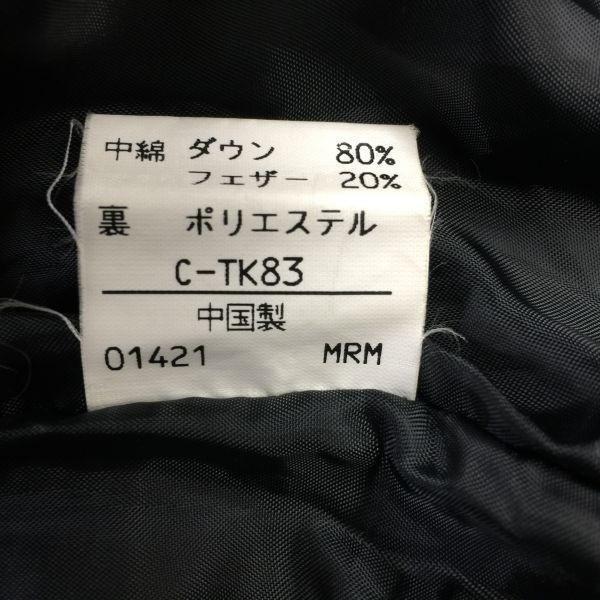 中綿 ダウン 80%
フェザー 20%
裏 ポリエステル
C-TK83
中国製
01421 MRM